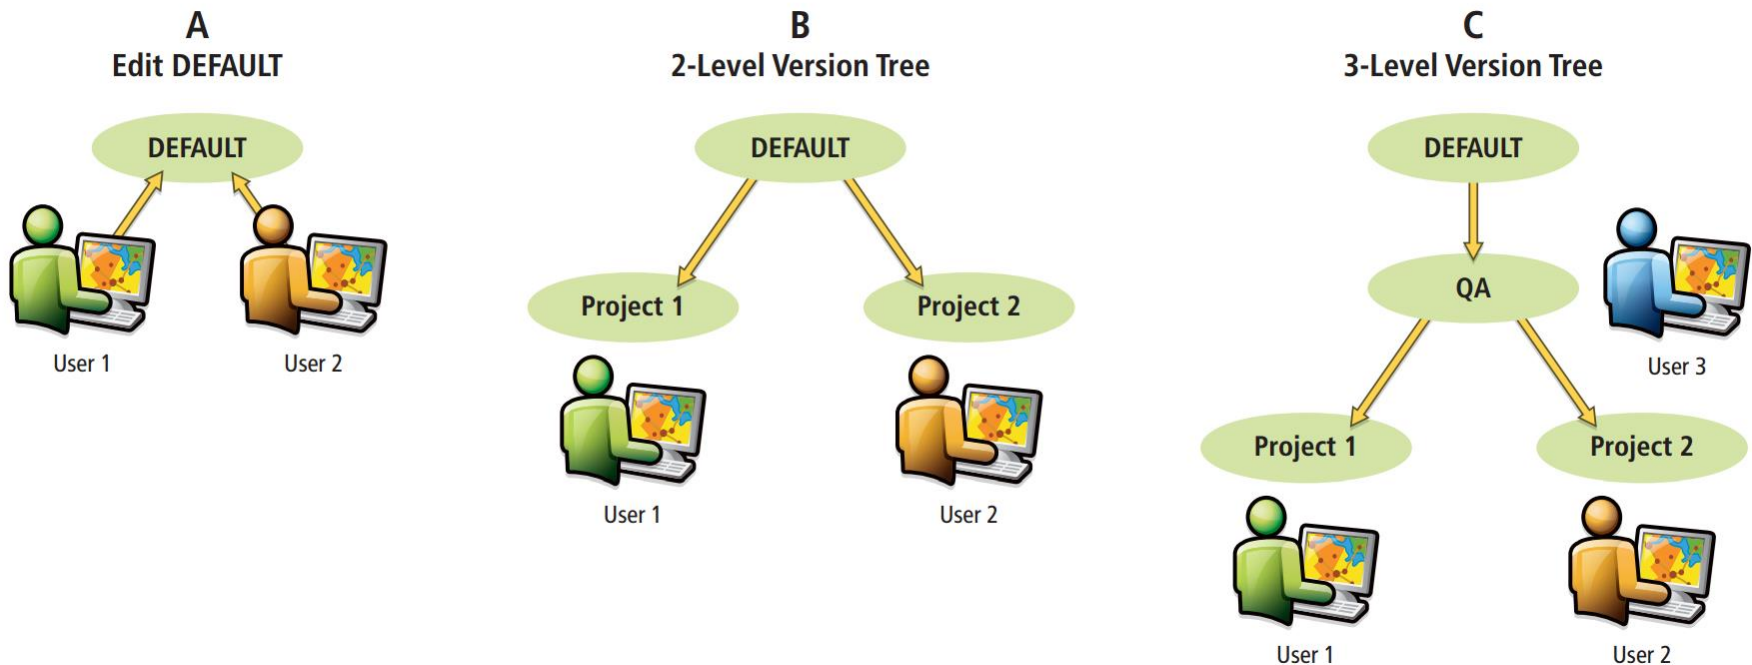 A
Edit DEFAULT
DEFAULT
User 1
User 2
B
2-Level Version Tree
DEFAULT
Project 1
Project 2
User 1
User 2
C
3-Level Version Tree
DEFAULT
QA
User 3
Project 1
Project 2
User 1
User 2